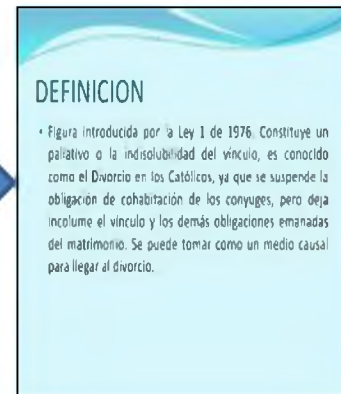 DEFINICION
• Figura introducida por la Ley 1 de 1976. Constituye un
paliativo o la indisolubilidad del vínculo, es conocido
como el Divorcio en los Católicos, ya que se suspende la
obligación de cohabitación de los conyuges, pero deja
incolume el vínculo y los demás obligaciones emanadas
del matrimonio. Se puede tomar como un medio causal
para llegar al divorcio.